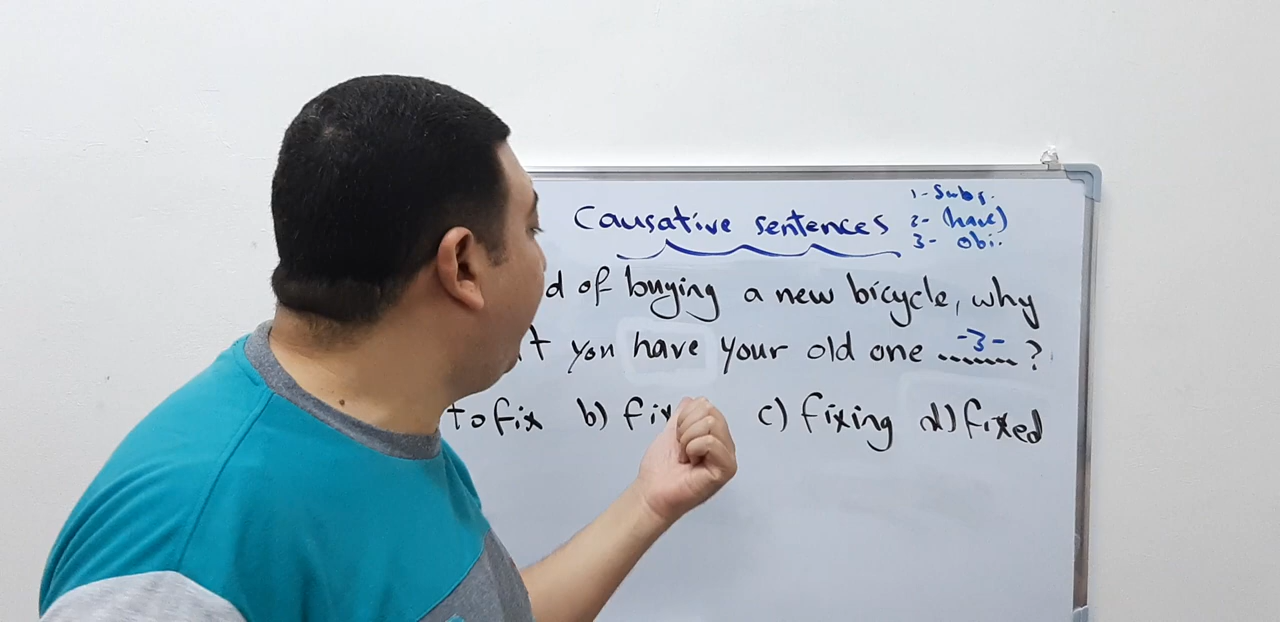 Causative sentences
1- Subj.
2- (have)
3- obj.
d of buying a new bicycle, why
t you have your old one -3- ........ ?
to fix b) fix c) fixing d) fixed